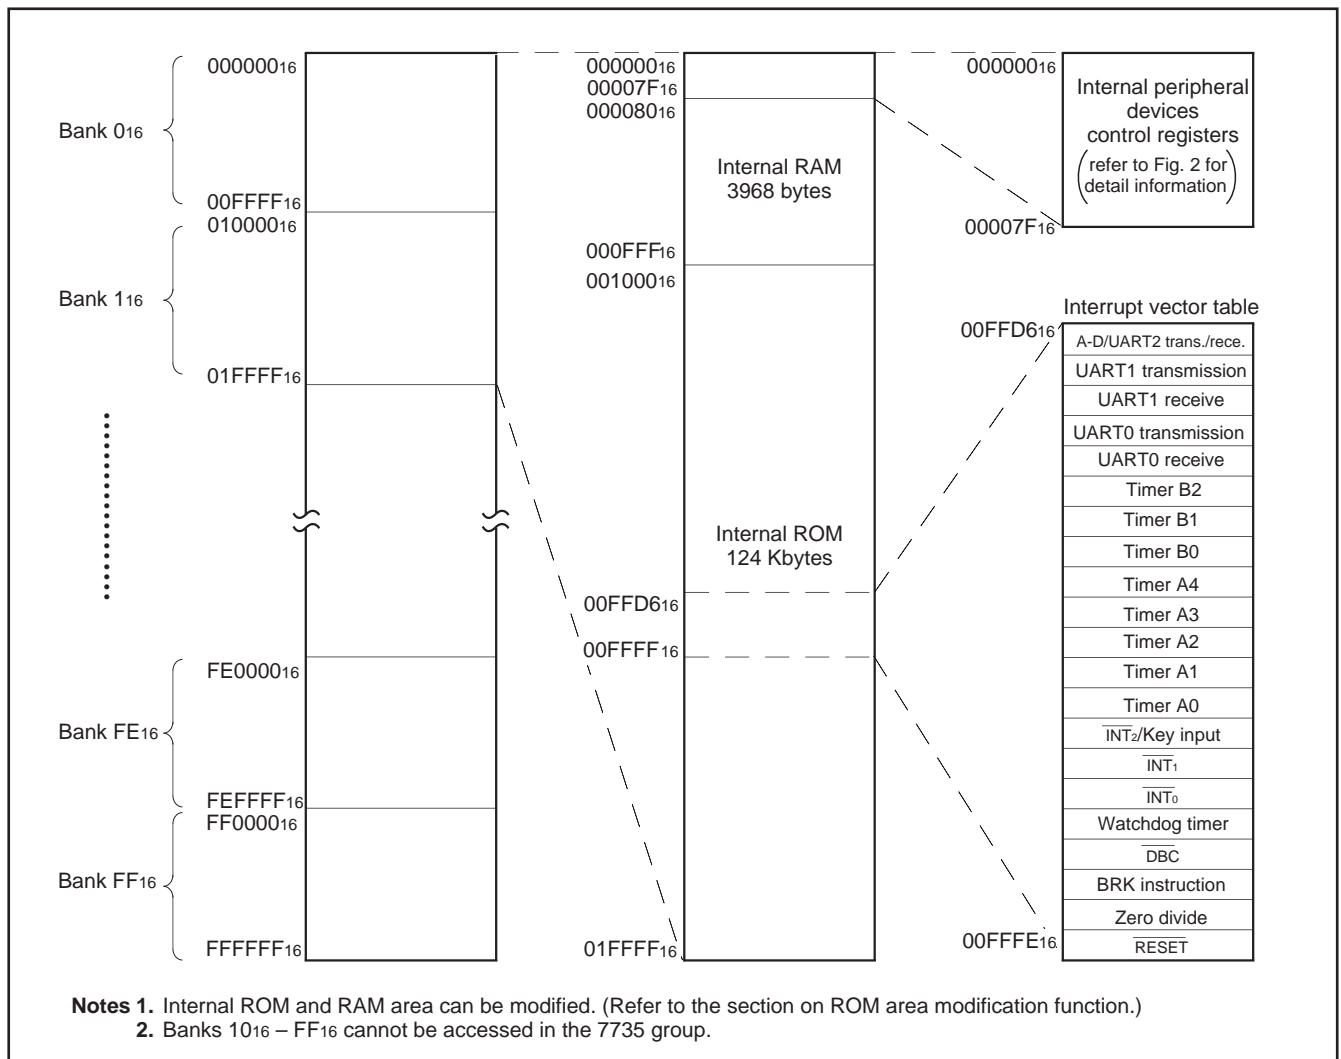 000000₁₆
Bank 0₁₆
00FFFF₁₆
010000₁₆
Bank 1₁₆
01FFFF₁₆
FE0000₁₆
Bank FE₁₆
FEFFFF₁₆
FF0000₁₆
Bank FF₁₆
FFFFFF₁₆
000000₁₆
00007F₁₆
000080₁₆
Internal RAM
3968 bytes
000FFF₁₆
001000₁₆
Internal ROM
124 Kbytes
00FFD6₁₆
00FFFF₁₆
01FFFF₁₆
000000₁₆
Internal peripheral
devices
control registers
(refer to Fig. 2 for
detail information)
00007F₁₆
Interrupt vector table
00FFD6₁₆
A-D/UART2 trans./rece.
UART1 transmission
UART1 receive
UART0 transmission
UART0 receive
Timer B2
Timer B1
Timer B0
Timer A4
Timer A3
Timer A2
Timer A1
Timer A0
INT₂/Key input
INT₁
INT₀
Watchdog timer
DBC
BRK instruction
Zero divide
00FFFE₁₆
RESET
Notes 1. Internal ROM and RAM area can be modified. (Refer to the section on ROM area modification function.)
2. Banks 10₁₆ – FF₁₆ cannot be accessed in the 7735 group.